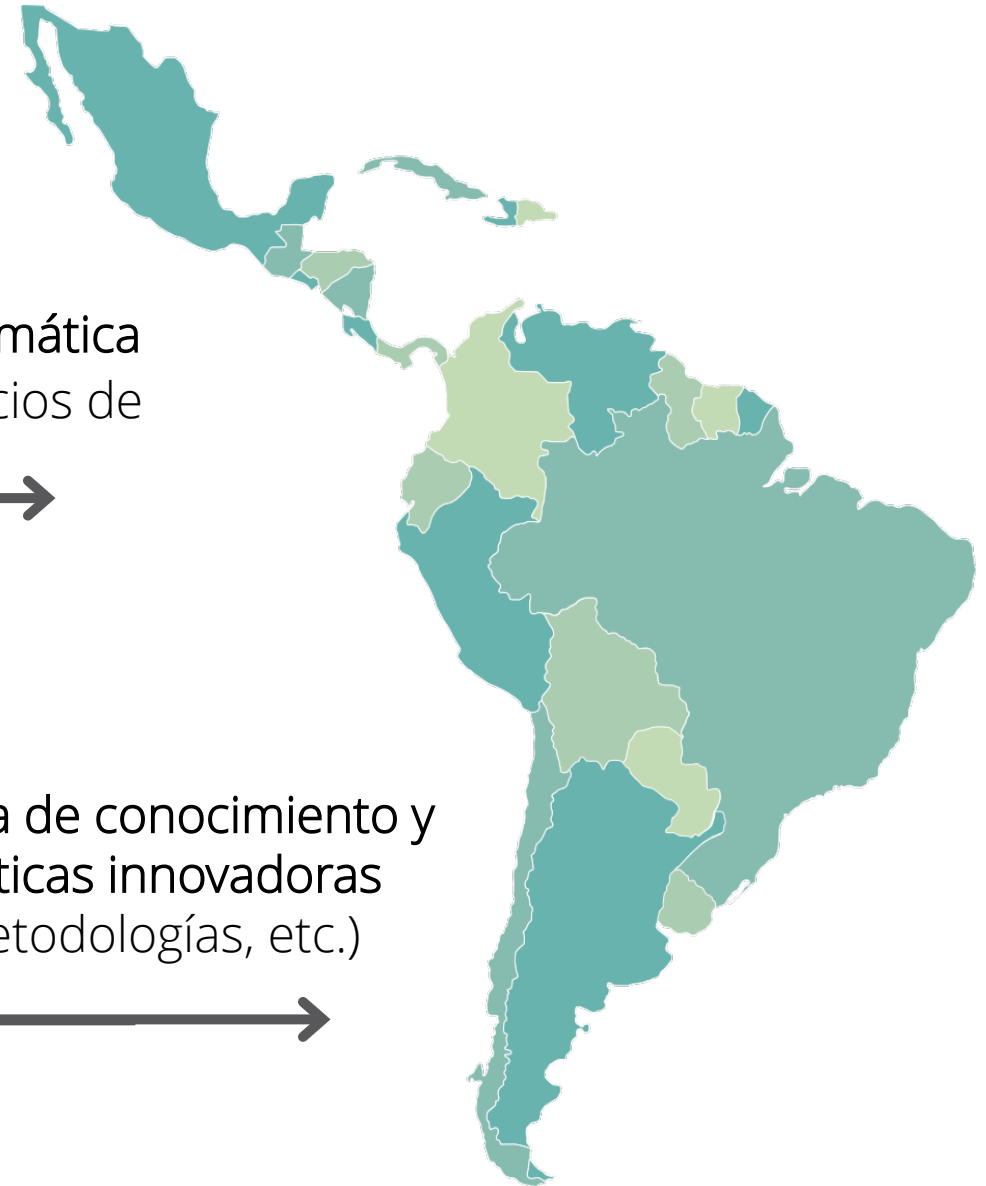 mática
cios de
a de conocimiento y
ticas innovadoras
etodologías, etc.)